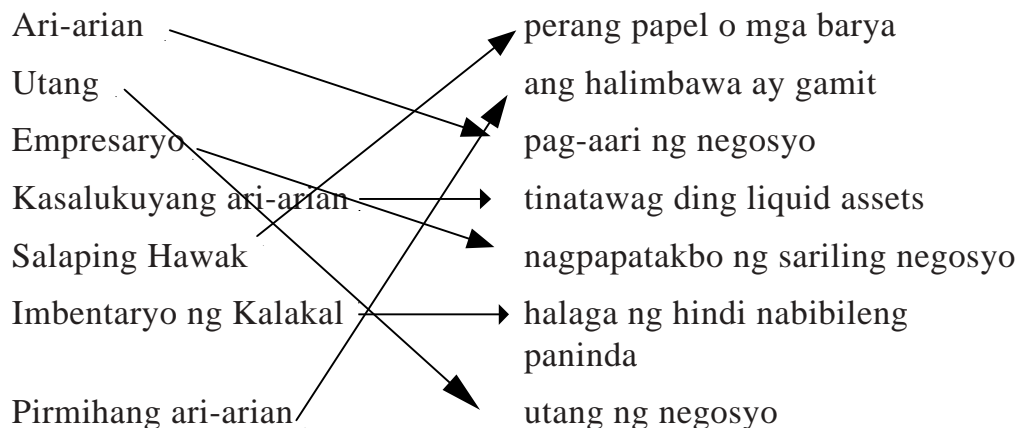 Ari-arian
perang papel o mga barya
Utang
ang halimbawa ay gamit
Empresaryo
pag-aari ng negosyo
Kasalukuyang ari-arian
tinatawag ding liquid assets
Salaping Hawak
nagpapatakbo ng sariling negosyo
Imbentaryo ng Kalakal
halaga ng hindi nabibileng
paninda
Pirmihang ari-arian
utang ng negosyo